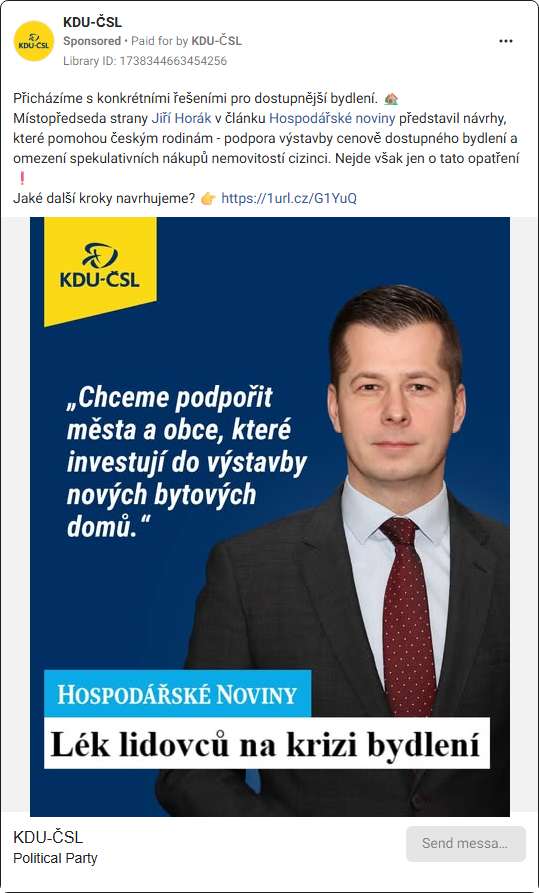 KDU-ČSL
Sponsored • Paid for by KDU-ČSL
Library ID: 1738344663454256
Přicházíme s konkrétními řešeními pro dostupnější bydlení. 🏠
Místopředseda strany Jiří Horák v článku Hospodářské noviny představil návrhy,
které pomohou českým rodinám - podpora výstavby cenově dostupného bydlení a
omezení spekulativních nákupů nemovitostí cizinci. Nejde však jen o tato opatření
❗
Jaké další kroky navrhujeme? 👉 https://1url.cz/G1YuQ
KDU-ČSL
„Chceme podpořit
města a obce, které
investují do výstavby
nových bytových
domů.“
HOSPODÁŘSKÉ NOVINY
Lék lidovců na krizi bydlení
KDU-ČSL
Political Party
Send messa...